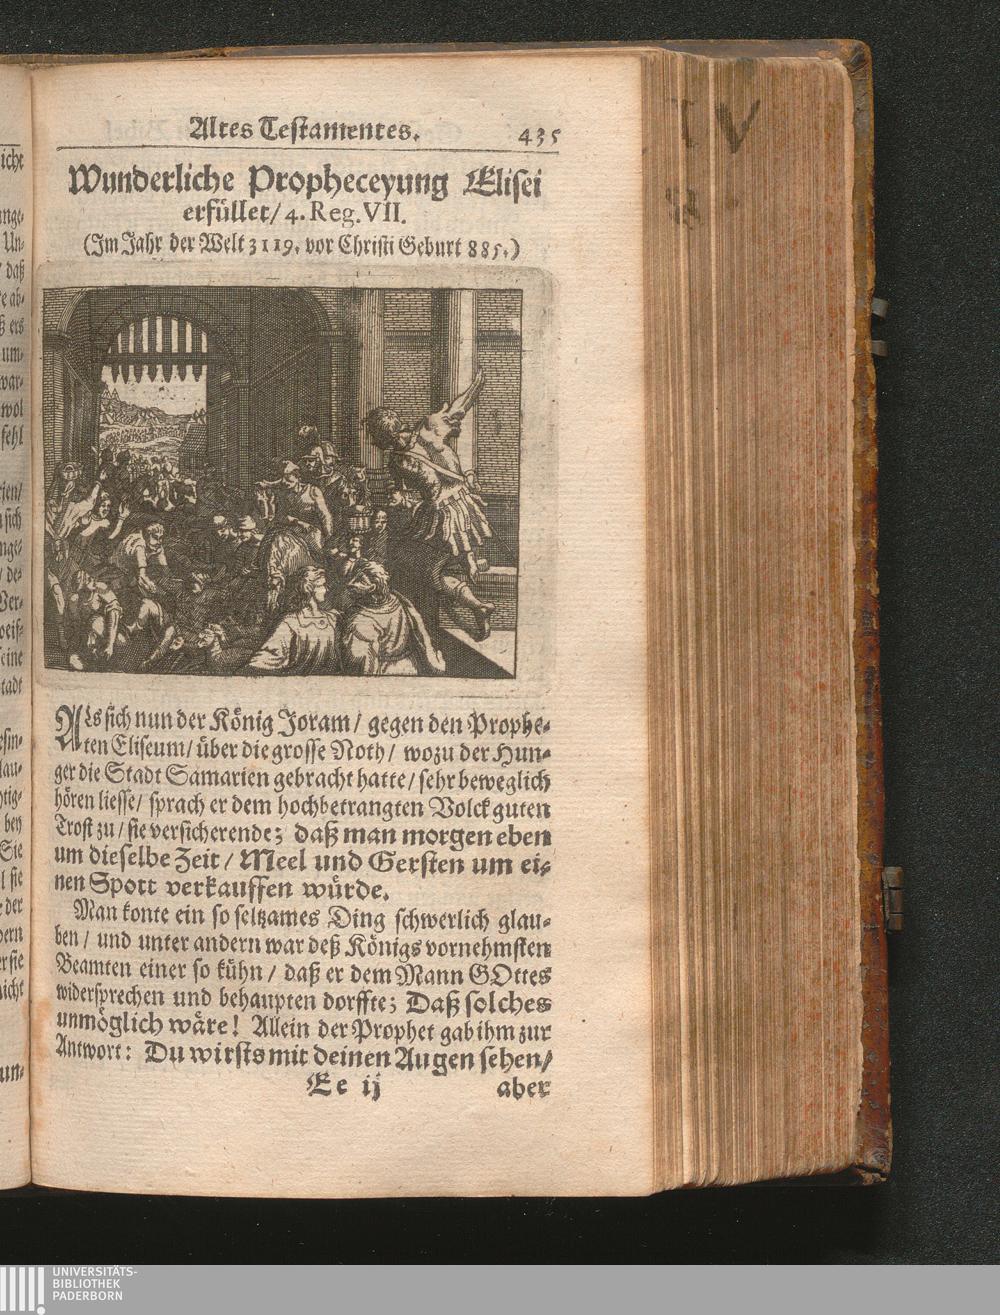 Altes Testamentes. 435
Wunderliche Propheceyung Elisei
erfüllet/ 4. Reg. VII.
(Im Jahr der Welt 3119. vor Christi Geburt 885.)
Als sich nun der König Joram/ gegen den Prophe-
ten Eliseum/ über die grosse Noth/ wozu der Hun-
ger die Stadt Samarien gebracht hatte/ sehr beweglich
hören liesse/ sprach er dem hochbetrangten Volck guten
Trost zu/ sie versicherende; daß man morgen eben
um dieselbe Zeit/ Meel und Gersten um ei-
nen Spott verkauffen würde.
Man konte ein so seltzames Ding schwerlich glau-
ben/ und unter andern war deß Königs vornehmsten
Beamten einer so kühn/ daß er dem Mann GOttes
widersprechen und behaupten dorffte; Daß solches
unmöglich wäre! Allein der Prophet gab ihm zur
Antwort: Du wirsts mit deinen Augen sehen/
Ee ij aber
UNIVERSITÄTS-
BIBLIOTHEK
PADERBORN